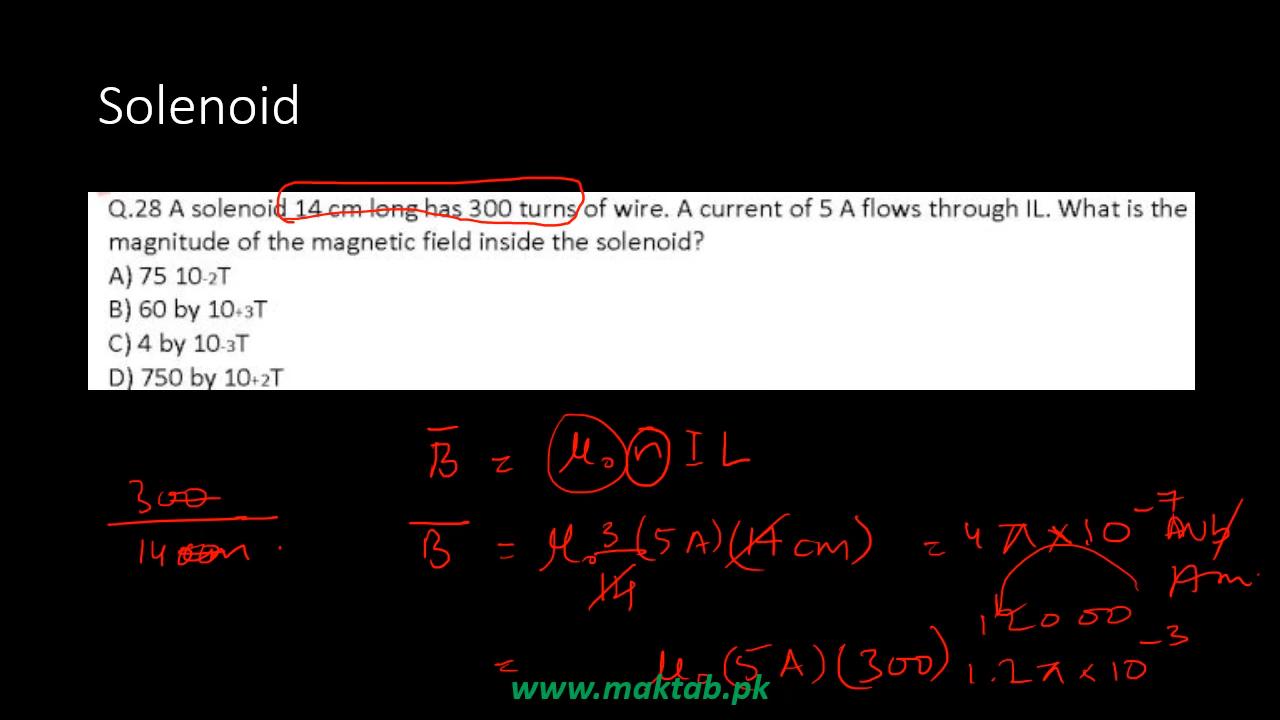 Solenoid
Q.28 A solenoid 14 cm long has 300 turns of wire. A current of 5 A flows through IL. What is the
magnitude of the magnetic field inside the solenoid?
A) 75 10-2T
B) 60 by 10+3T
C) 4 by 10-3T
D) 750 by 10+2T
B = μ₀ n I L
300
14
B = μ₀ 3 (5 A) (14 cm) = 4π × 10⁻⁷
14
Am
12000
= μ₀ (5 A) (300) 1.2π × 10⁻³
www.maktab.pk